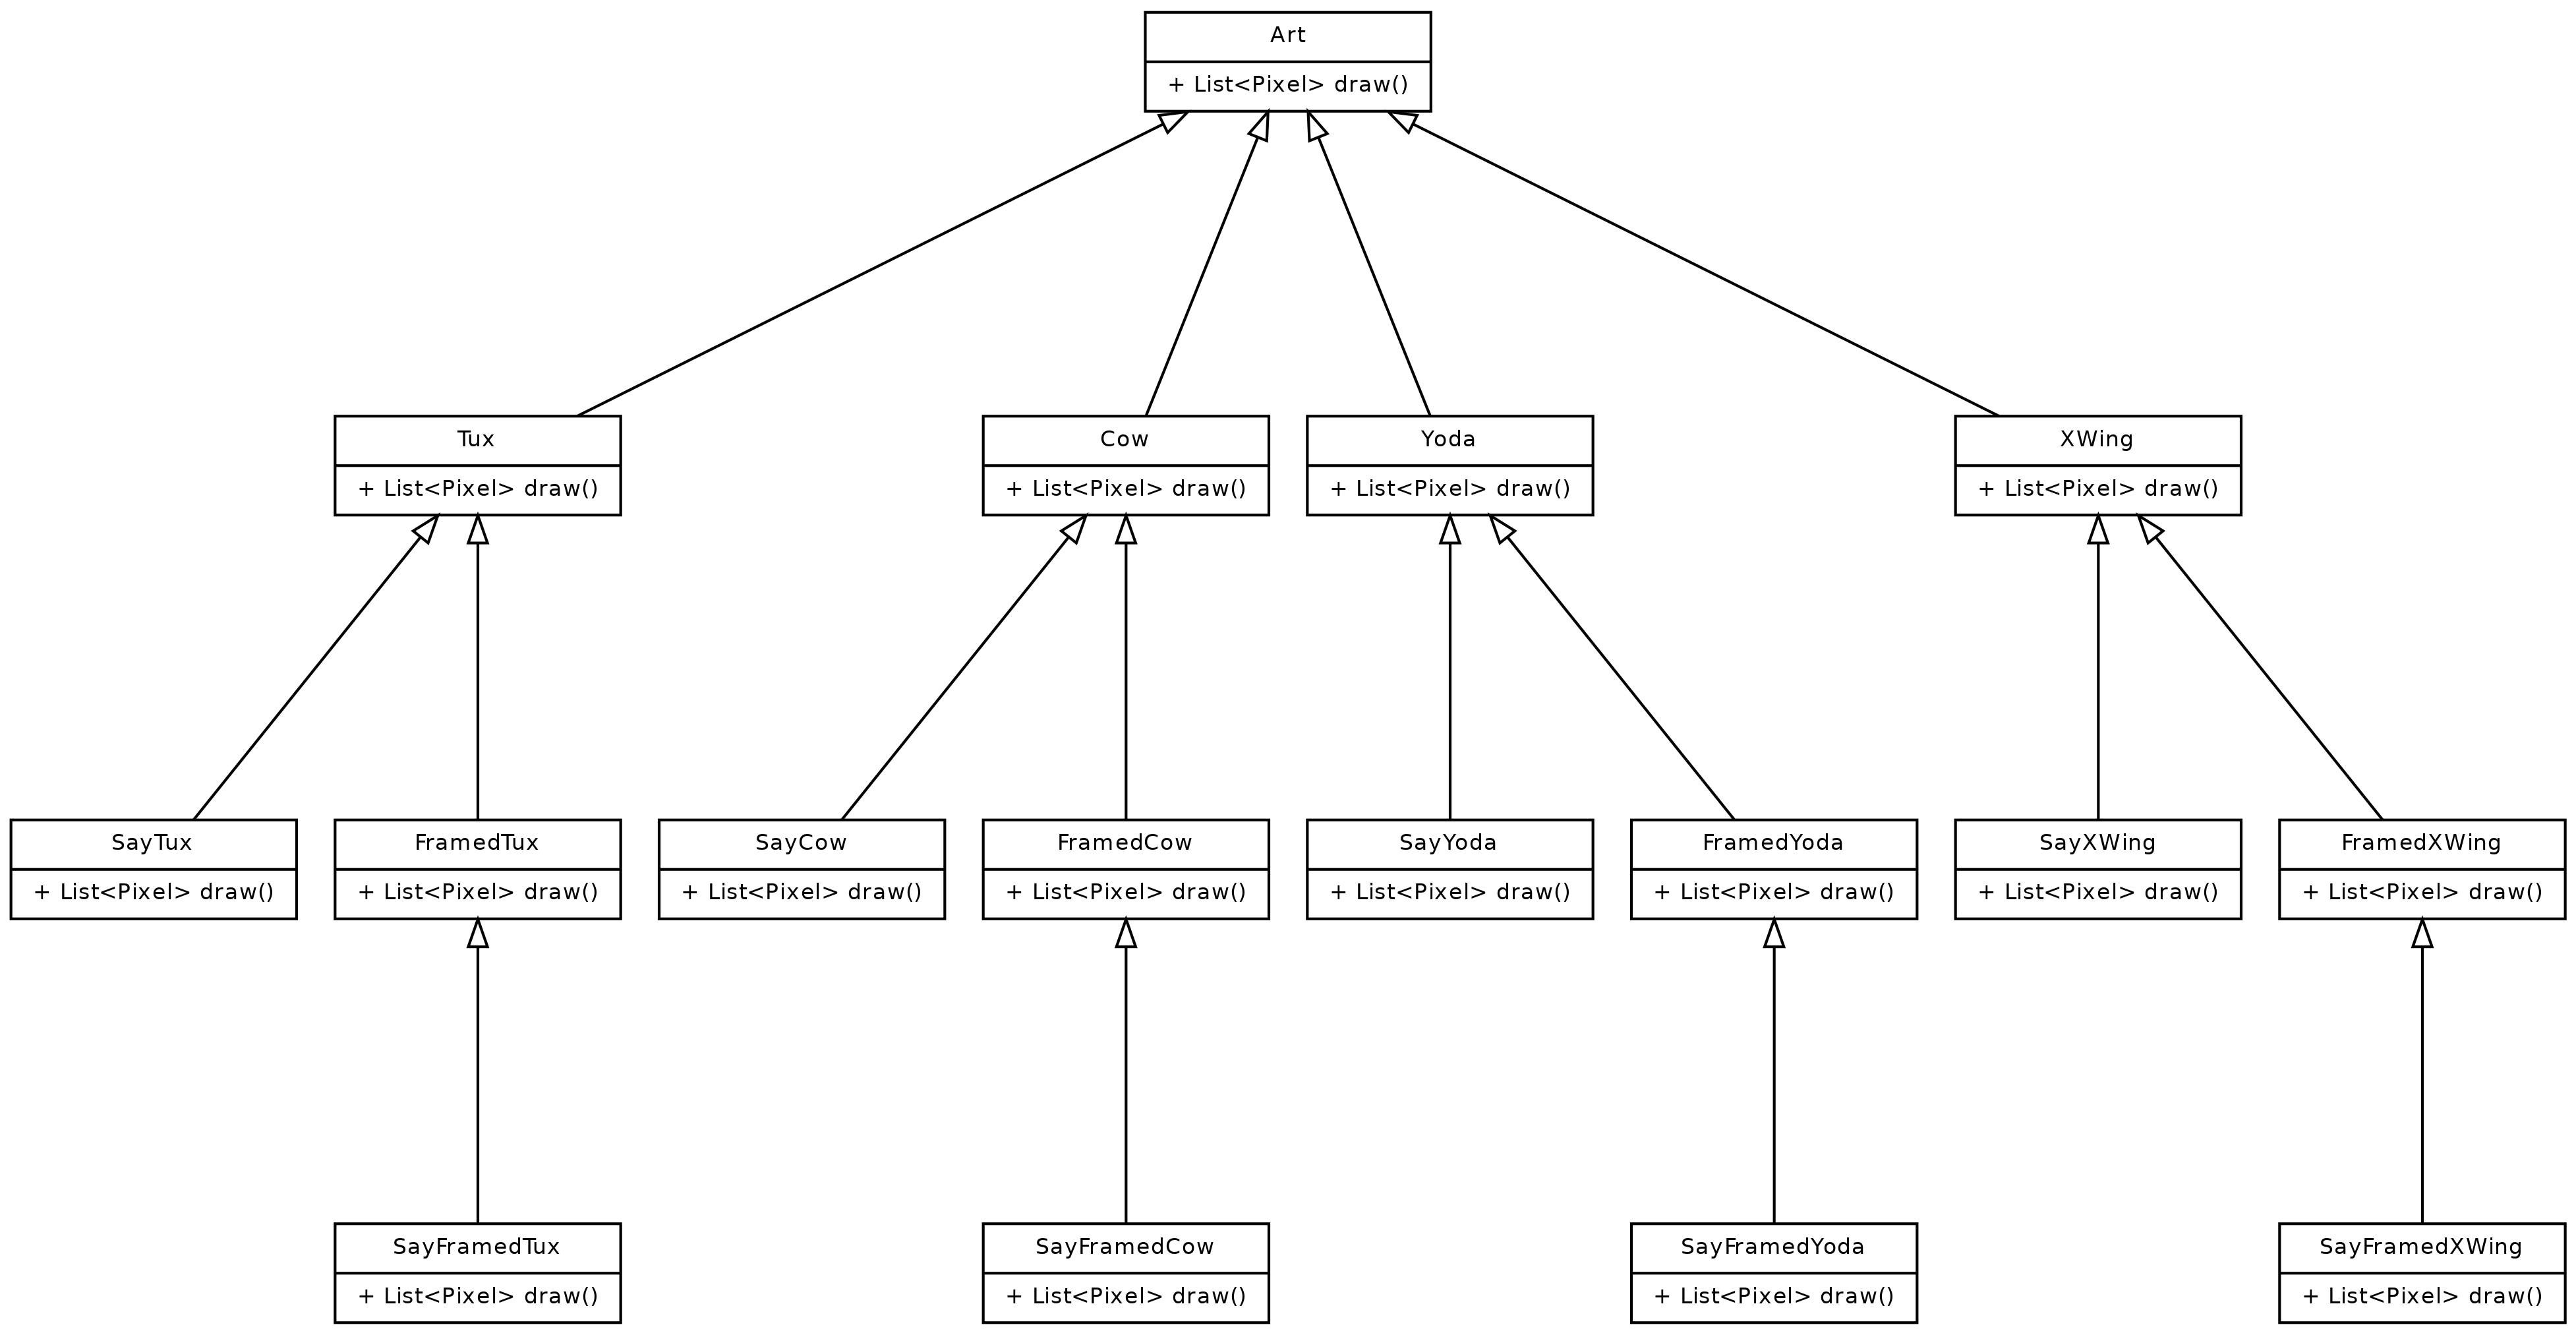 Art
+ List<Pixel> draw()
Tux
+ List<Pixel> draw()
Cow
+ List<Pixel> draw()
Yoda
+ List<Pixel> draw()
XWing
+ List<Pixel> draw()
SayTux
+ List<Pixel> draw()
FramedTux
+ List<Pixel> draw()
SayCow
+ List<Pixel> draw()
FramedCow
+ List<Pixel> draw()
SayYoda
+ List<Pixel> draw()
FramedYoda
+ List<Pixel> draw()
SayXWing
+ List<Pixel> draw()
FramedXWing
+ List<Pixel> draw()
SayFramedTux
+ List<Pixel> draw()
SayFramedCow
+ List<Pixel> draw()
SayFramedYoda
+ List<Pixel> draw()
SayFramedXWing
+ List<Pixel> draw()